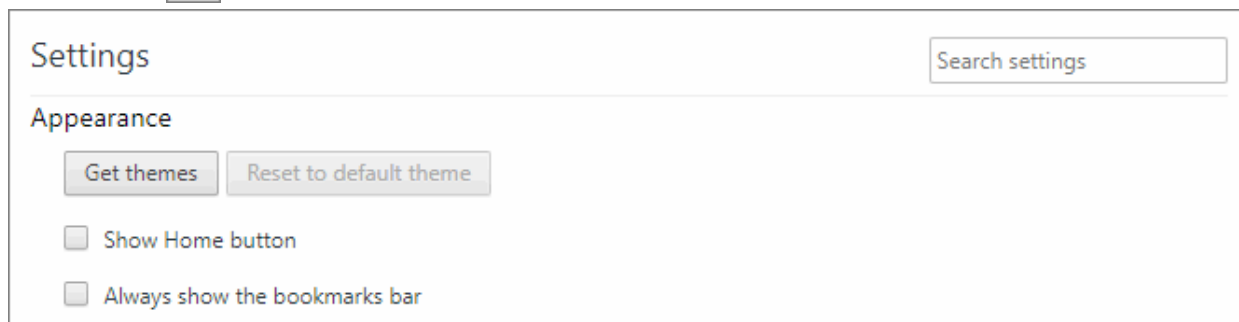 Settings
Search settings
Appearance
Get themes
Reset to default theme
Show Home button
Always show the bookmarks bar